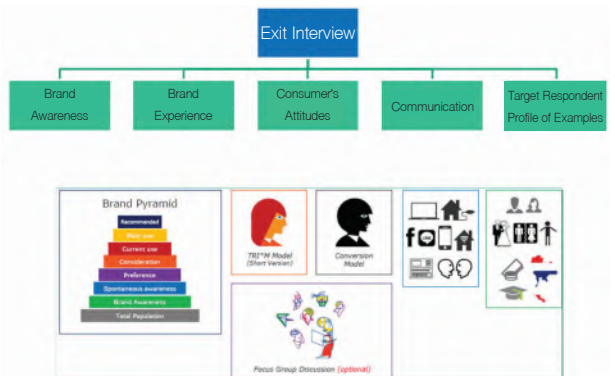 Exit Interview
Brand
Awareness
Brand
Experience
Consumer's
Attitudes
Communication
Target Respondent
Profile of Examples
Brand Pyramid
Recommended
Main use
Current use
Consideration
Preference
Spontaneous awareness
Brand Awareness
Total Population
TRI*M Model
(Short Version)
Conversion
Model
Focus Group Discussion (optional)